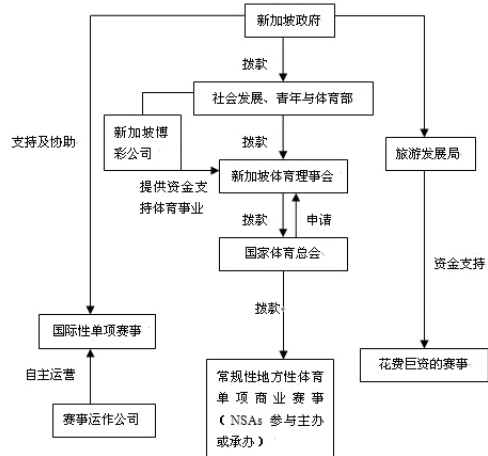 新加坡政府
拨款
社会发展、青年与体育部
新加坡博
彩公司
拨款
支持及协助
旅游发展局
新加坡体育理事会
提供资金支
持体育事业
拨款
申请
国家体育总会
资金支持
拨款
国际性单项赛事
自主运营
常规性地方性体育
单项商业赛事
（NSAs 参与主办
或承办）
花费巨资的赛事
赛事运作公司